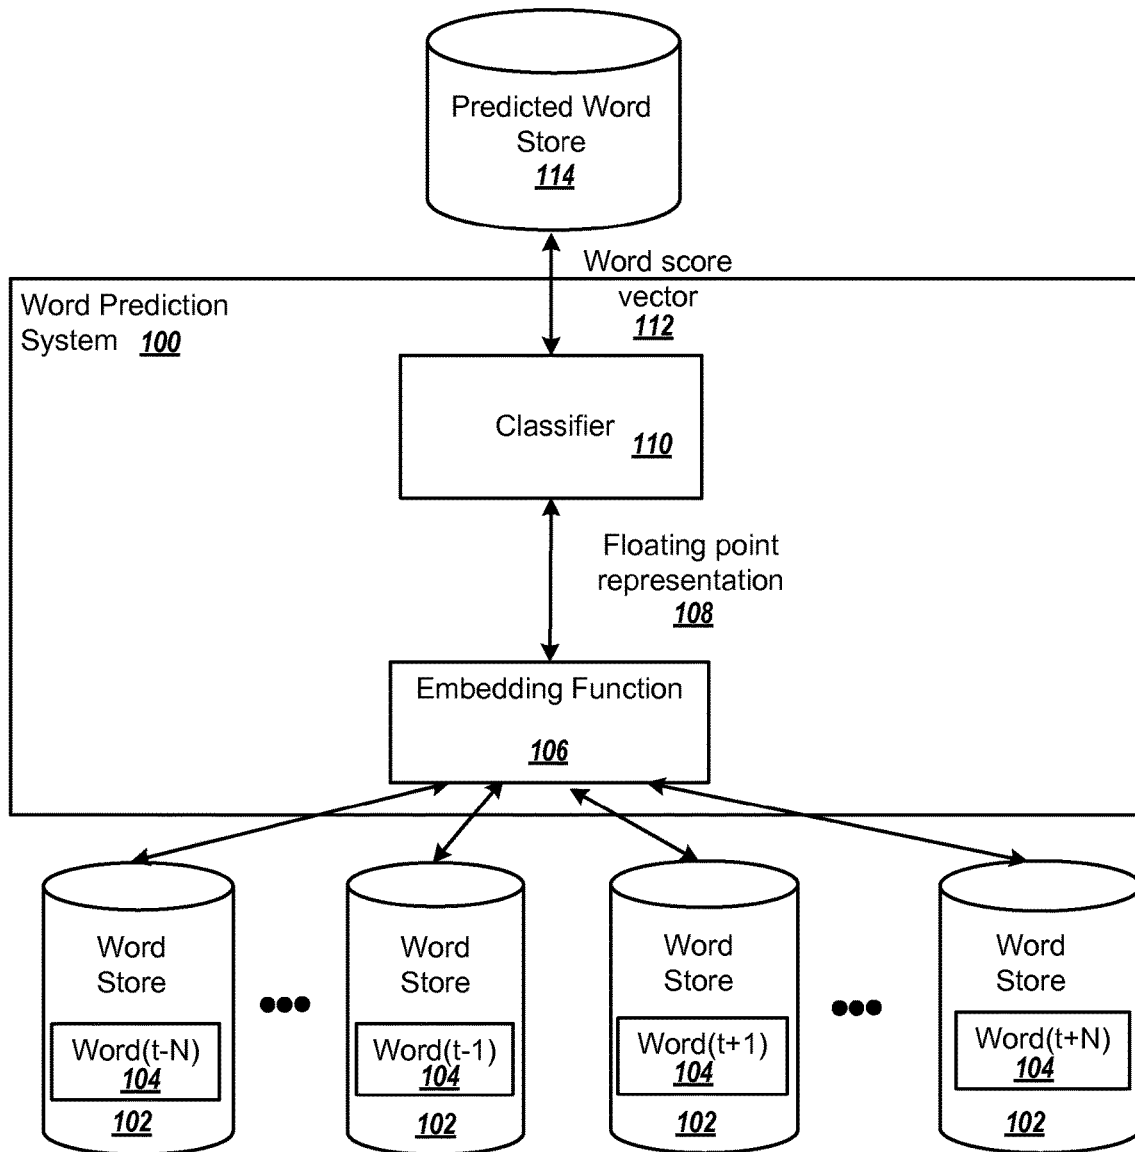 Predicted Word
Store
114
Word score
vector
112
Word Prediction
System 100
Classifier 110
Floating point
representation
108
Embedding Function
106
Word
Store
Word(t-N)
104
102
Word
Store
Word(t-1)
104
102
Word
Store
Word(t+1)
104
102
Word
Store
Word(t+N)
104
102